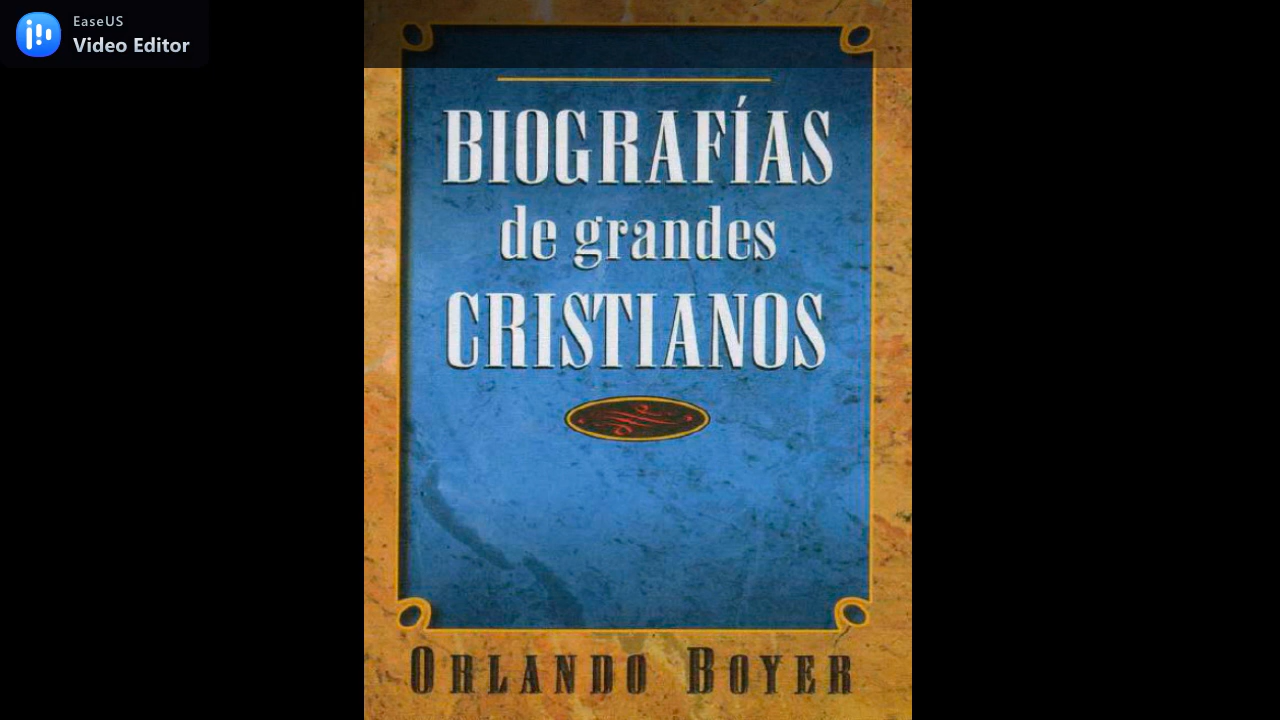 EaseUS
Video Editor
BIOGRAFÍAS
de grandes
CRISTIANOS
ORLANDO BOYER